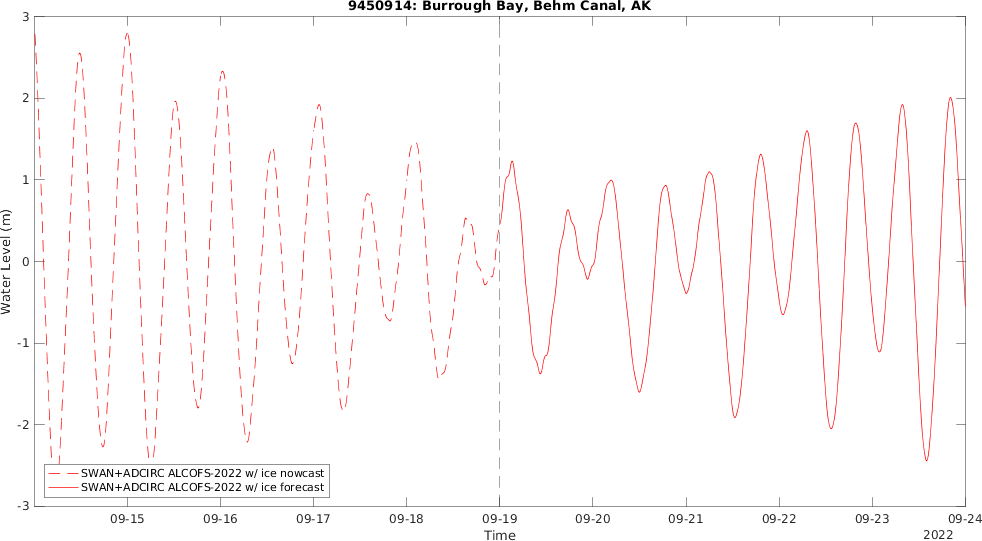 9450914: Burrough Bay, Behm Canal, AK
3
2
1
0
-1
-2
-3
Water Level (m)
SWAN+ADCIRC ALCOFS-2022 w/ ice nowcast
SWAN+ADCIRC ALCOFS-2022 w/ ice forecast
09-15 09-16 09-17 09-18 09-19 09-20 09-21 09-22 09-23 09-24
Time
2022